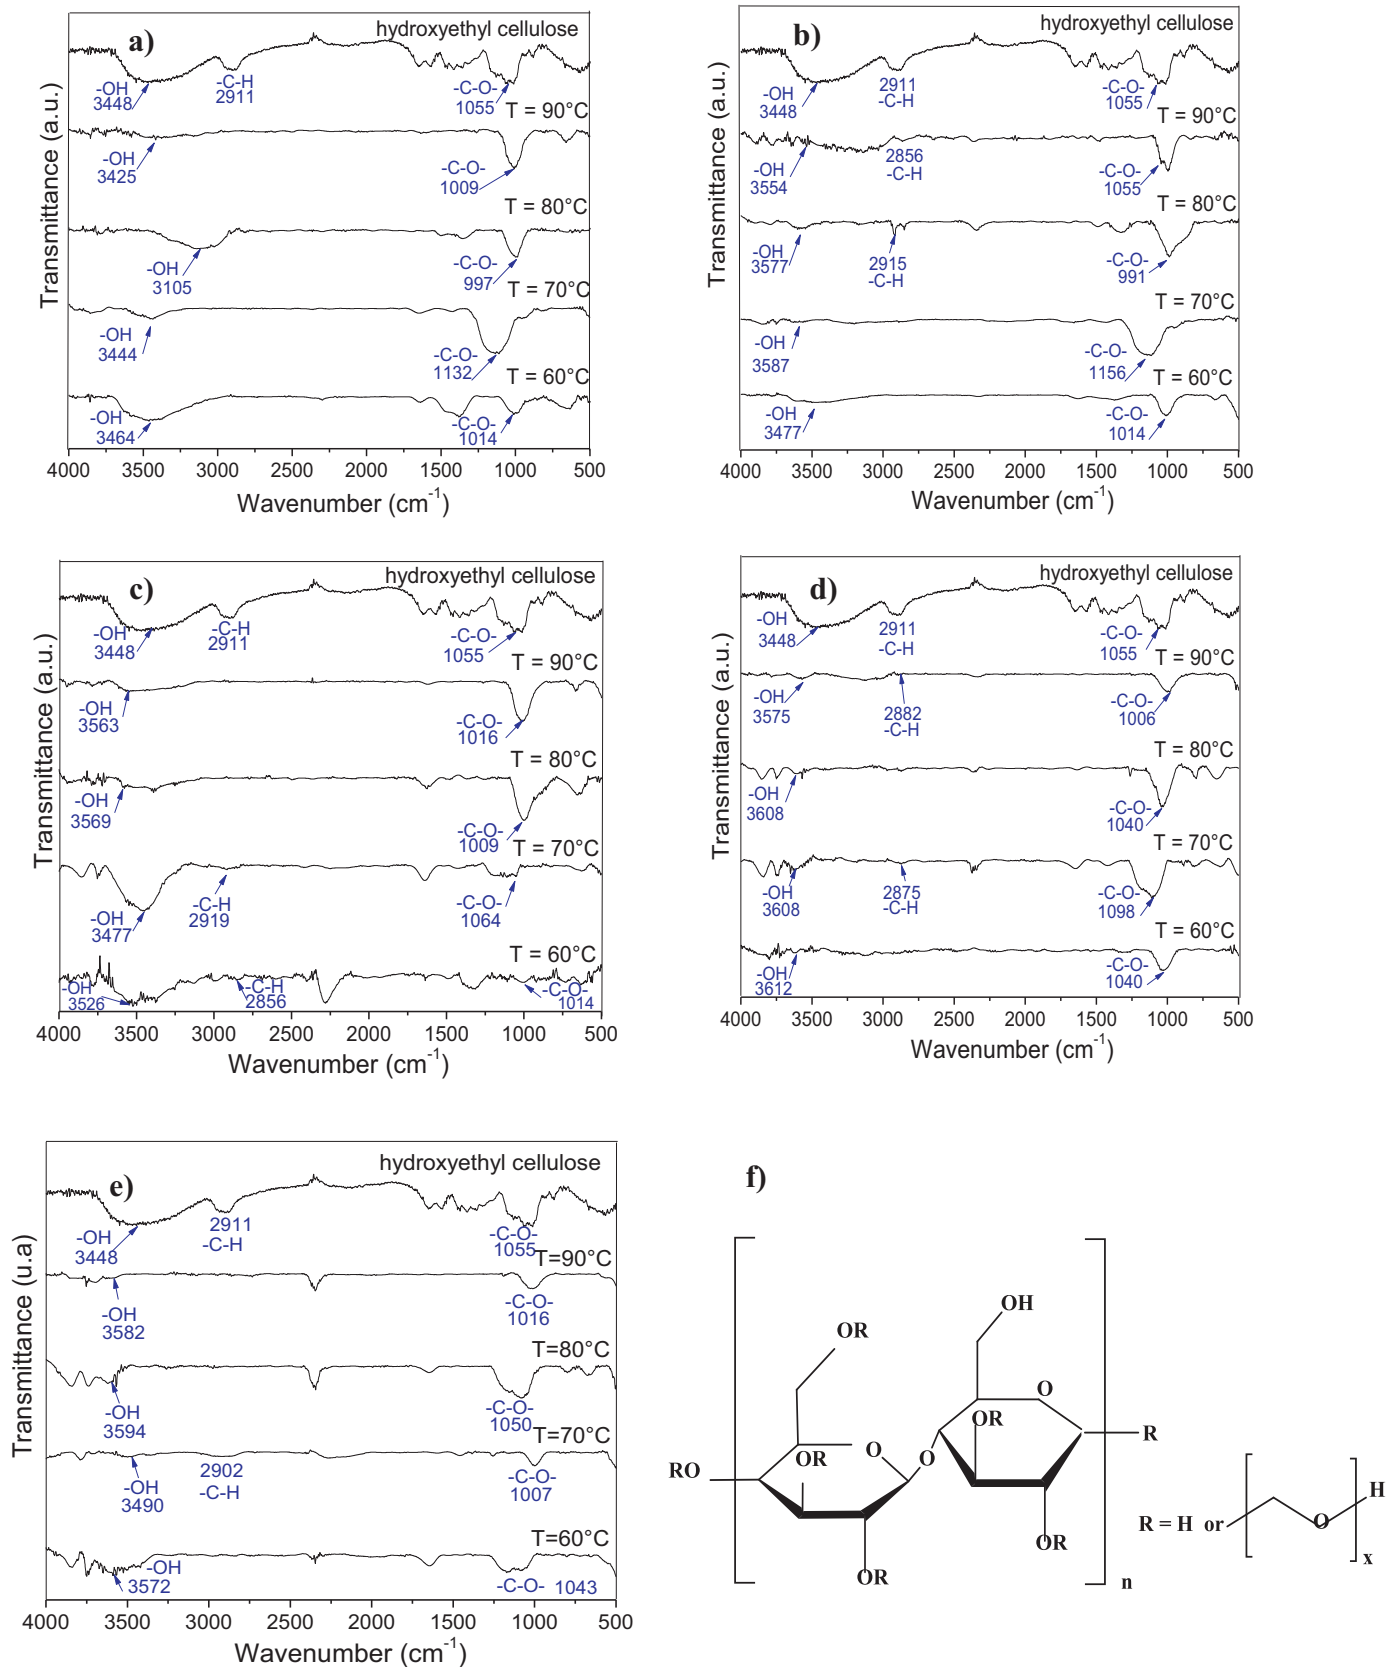 a)
hydroxyethyl cellulose
-OH
3448
-C-H
2911
-C-O-
1055
T = 90°C
-OH
3425
-C-O-
1009
T = 80°C
-OH
3105
-C-O-
997
T = 70°C
-OH
3444
-C-O-
1132
T = 60°C
-OH
3464
-C-O-
1014
4000 3500 3000 2500 2000 1500 1000 500
Wavenumber (cm-1)
Transmittance (a.u.)
b)
hydroxyethyl cellulose
-OH
3448
2911
-C-H
-C-O-
1055
T = 90°C
-OH
3554
2856
-C-H
-C-O-
1055
T = 80°C
-OH
3577
2915
-C-H
-C-O-
991
T = 70°C
-OH
3587
-C-O-
1156
T = 60°C
-OH
3477
-C-O-
1014
4000 3500 3000 2500 2000 1500 1000 500
Wavenumber (cm-1)
Transmittance (a.u.)
c)
hydroxyethyl cellulose
-OH
3448
-C-H
2911
-C-O-
1055
T = 90°C
-OH
3563
-C-O-
1016
T = 80°C
-OH
3569
-C-O-
1009
T = 70°C
-OH
3477
-C-H
2919
-C-O-
1064
T = 60°C
-OH
3526
-C-H
2856
-C-O-
1014
4000 3500 3000 2500 2000 1500 1000 500
Wavenumber (cm-1)
Transmittance (a.u.)
d)
hydroxyethyl cellulose
-OH
3448
2911
-C-H
-C-O-
1055
T = 90°C
-OH
3575
2882
-C-H
-C-O-
1006
T = 80°C
-OH
3608
-C-O-
1040
T = 70°C
-OH
3608
2875
-C-H
-C-O-
1098
T = 60°C
-OH
3612
-C-O-
1040
4000 3500 3000 2500 2000 1500 1000 500
Wavenumber (cm-1)
Transmittance (a.u.)
e)
hydroxyethyl cellulose
-OH
3448
2911
-C-H
-C-O-
1055
T=90°C
-OH
3582
-C-O-
1016
T=80°C
-OH
3594
-C-O-
1050
T=70°C
-OH
3490
2902
-C-H
-C-O-
1007
T=60°C
-OH
3572
-C-O- 1043
4000 3500 3000 2500 2000 1500 1000 500
Wavenumber (cm-1)
Transmittance (u.a)
f)
OH
OR
O
OR
R
OR
O
O
RO
OR
OR
n
R = H or
O
H
x